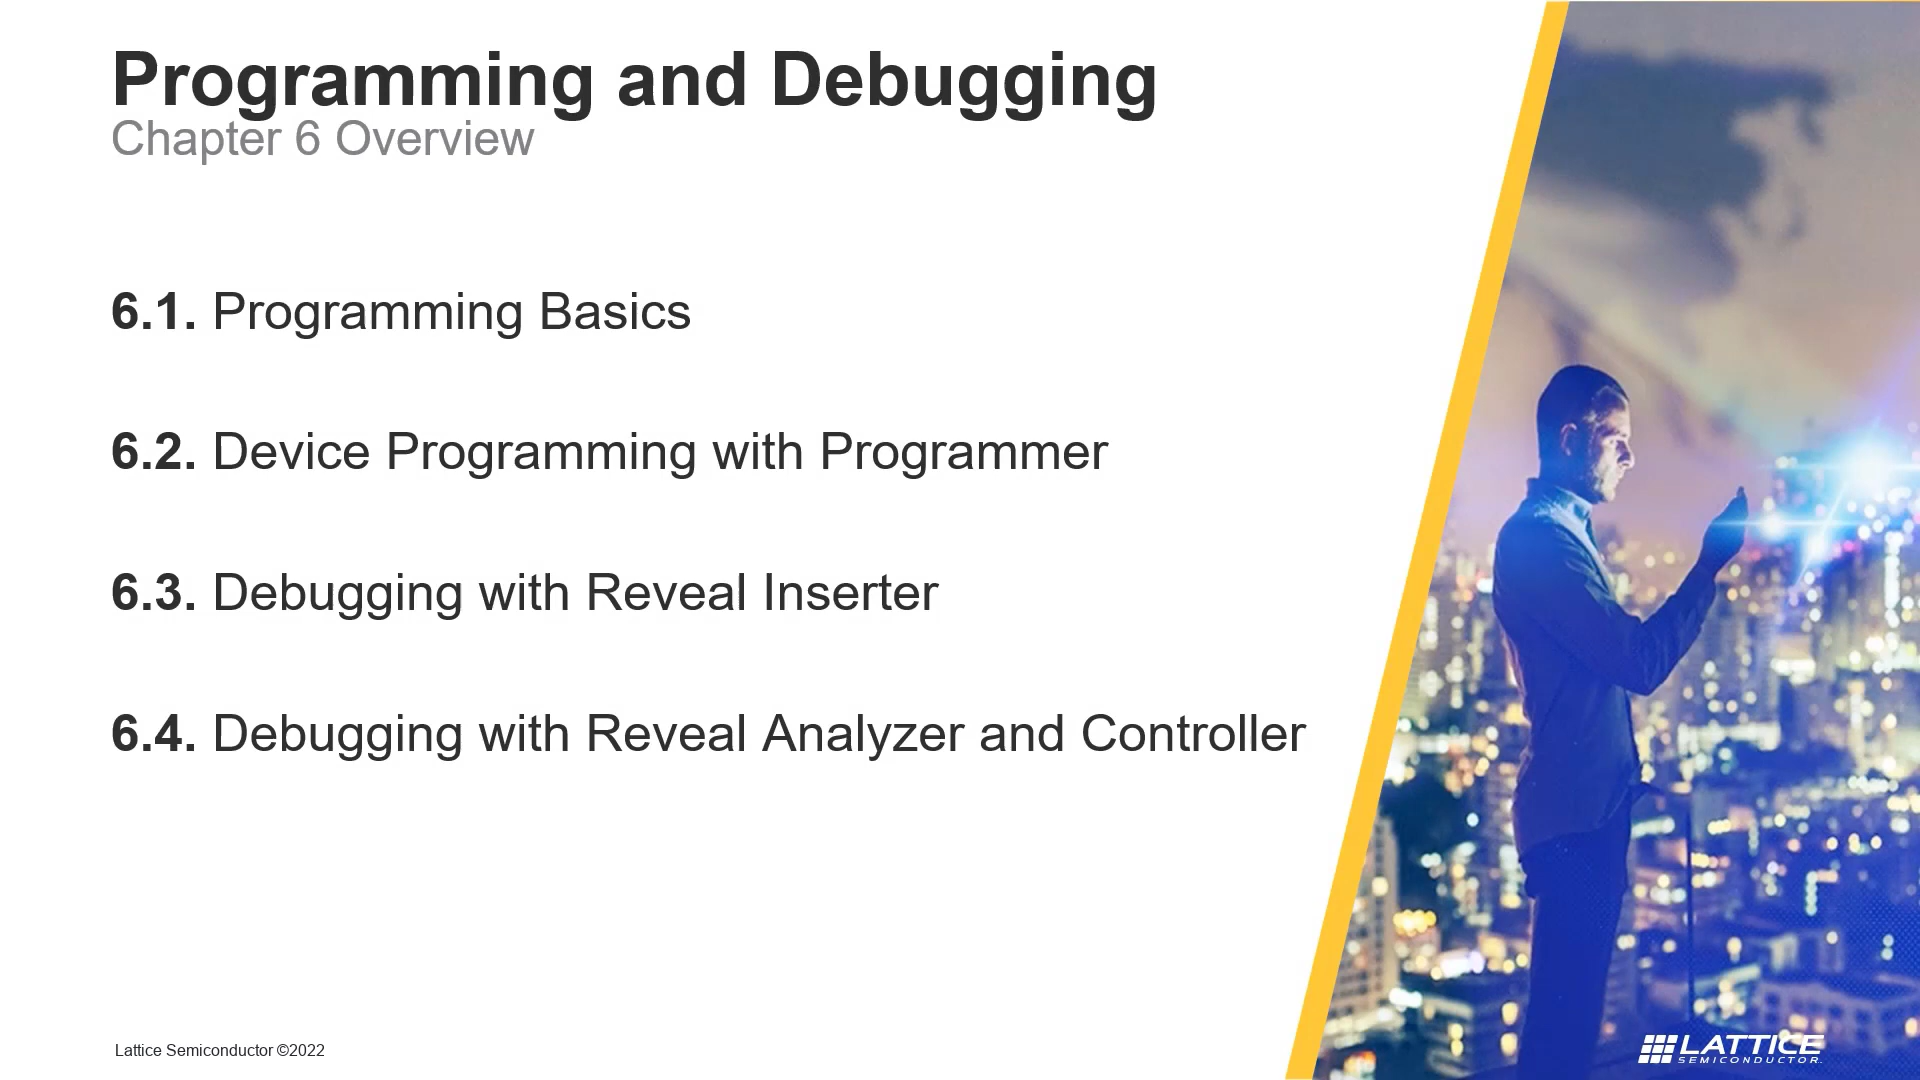 Programming and Debugging
Chapter 6 Overview
6.1. Programming Basics
6.2. Device Programming with Programmer
6.3. Debugging with Reveal Inserter
6.4. Debugging with Reveal Analyzer and Controller
Lattice Semiconductor ©2022
LATTICE
SEMICONDUCTOR.